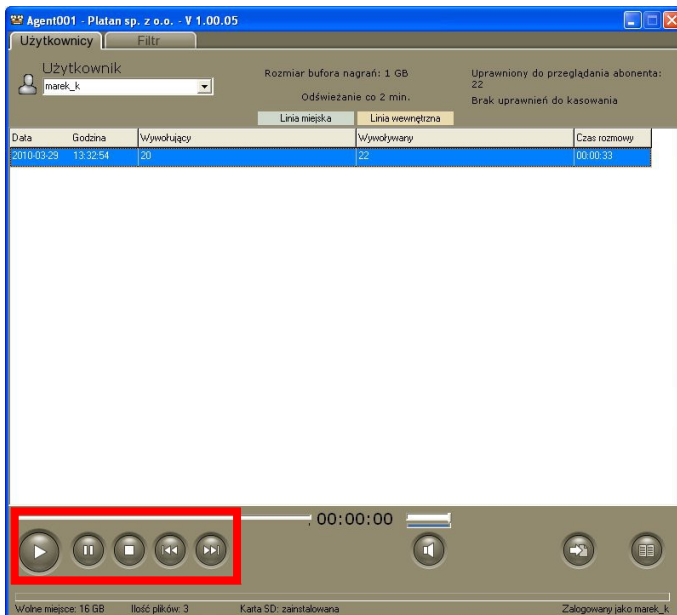 Agent001 - Platan sp. z o.o. - V 1.00.05
Użytkownicy Filtr
Użytkownik
marek_k
Rozmiar bufora nagrań: 1 GB
Odświeżanie co 2 min.
Uprawniony do przeglądania abonenta:
22
Brak uprawnień do kasowania
Linia miejska Linia wewnętrzna
Data Godzina Wywołujący Wywoływany Czas rozmowy
2010-03-29 13:32:54 20 22 00:00:33
00:00:00
Wolne miejsce: 16 GB Ilość plików: 3 Karta SD: zainstalowana Zalogowany jako marek_k